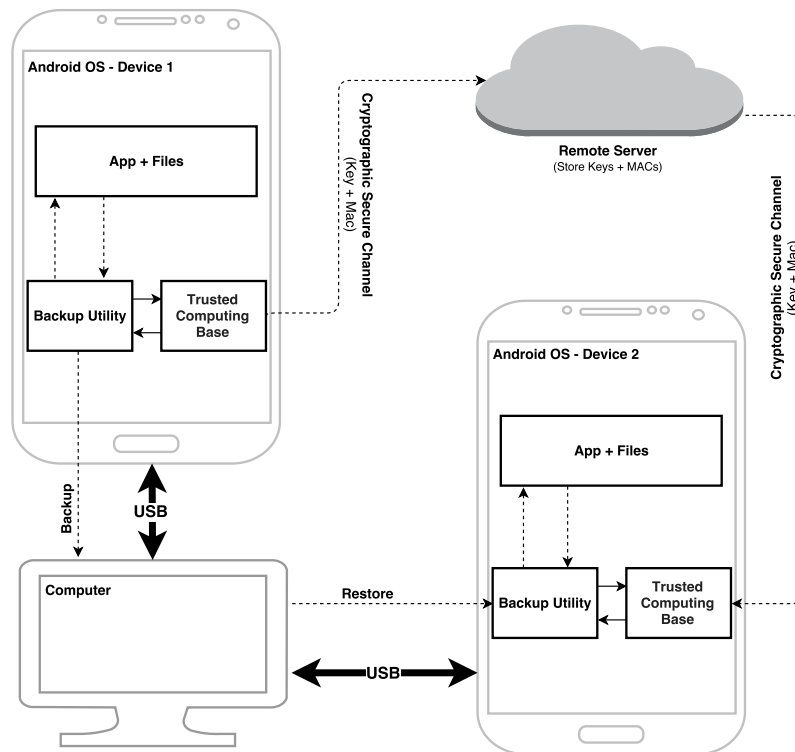 Android OS - Device 1
App + Files
Backup Utility
Trusted
Computing
Base
Cryptographic Secure Channel
(Key + Mac)
Remote Server
(Store Keys + MACs)
Cryptographic Secure Channel
(Key + Mac)
Android OS - Device 2
App + Files
Backup Utility
Trusted
Computing
Base
Backup
USB
Computer
Restore
USB